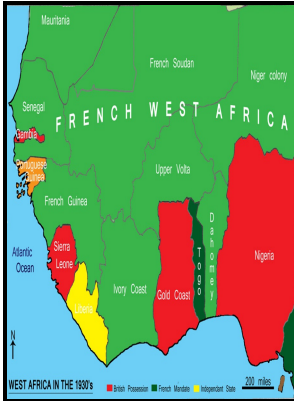 Mauritania
French Soudan
Niger colony
Senegal
FRENCH WEST AFRICA
Gambia
Portuguese
Guinea
Upper Volta
French Guinea
Dahomey
Atlantic
Ocean
Sierra
Leone
Togo
Nigeria
Liberia
Ivory Coast
Gold Coast
N
WEST AFRICA IN THE 1930's
British Possession
French Mandate
Independant State
200 miles